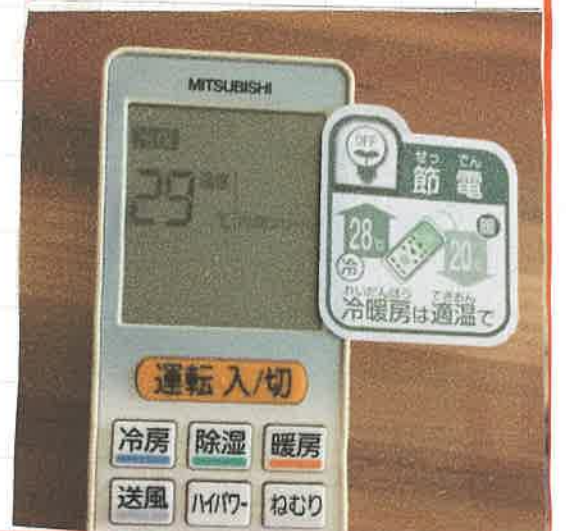 MITSUBISHI
29
温度
℃
運転 入/切
冷房
除湿
暖房
送風
ハイパワー
ねむり
OFF
せつ でん
節電
28℃
冷
暖
20℃
れいだんぼう てきおん
冷暖房は適温で